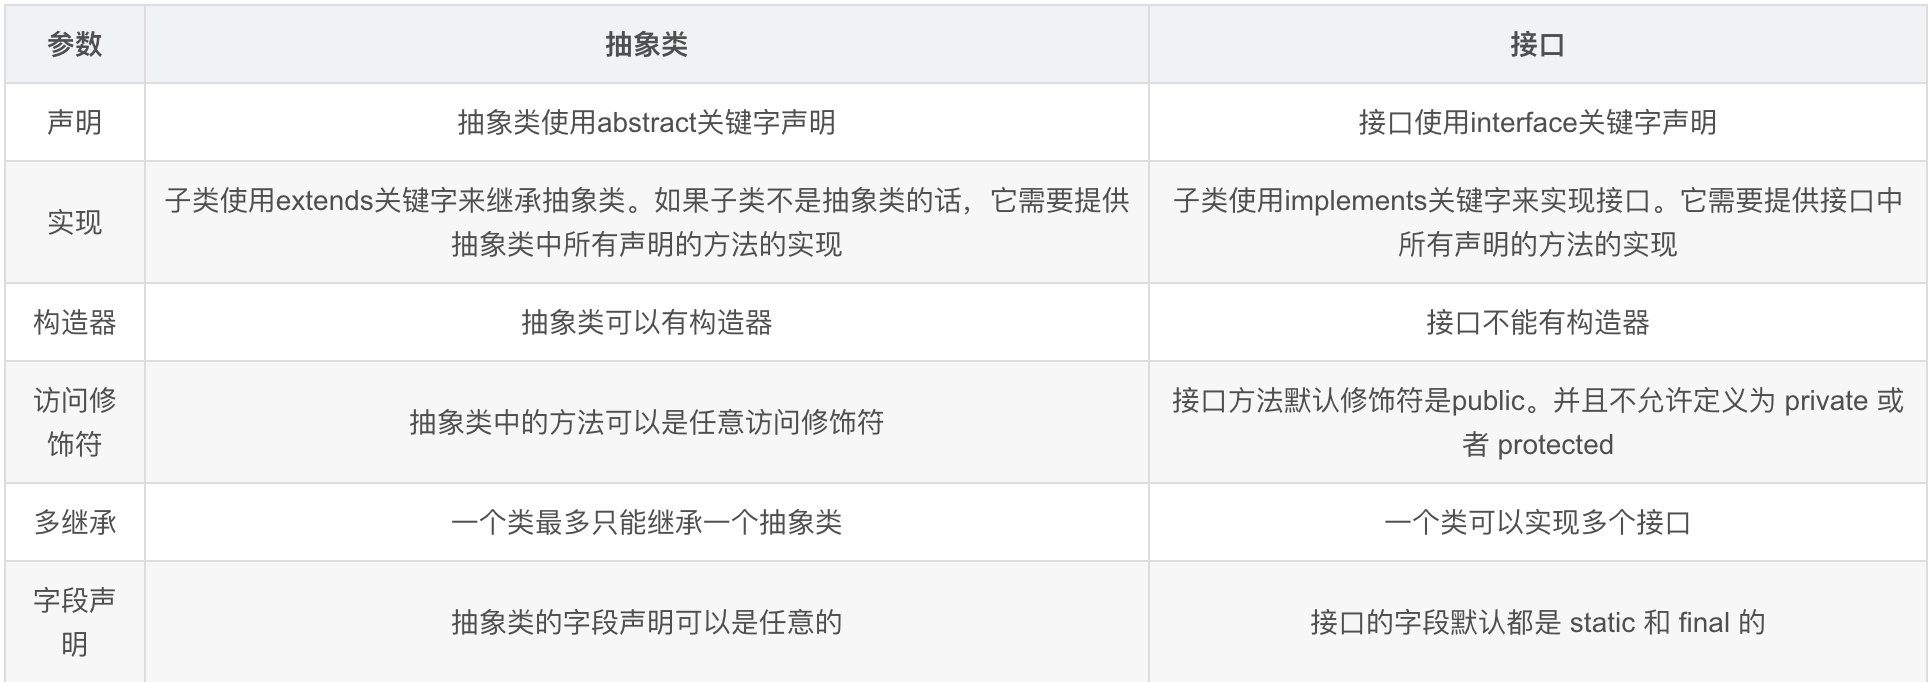 参数
抽象类
接口
声明
抽象类使用abstract关键字声明
接口使用interface关键字声明
实现
子类使用extends关键字来继承抽象类。如果子类不是抽象类的话，它需要提供
抽象类中所有声明的方法的实现
子类使用implements关键字来实现接口。它需要提供接口中
所有声明的方法的实现
构造器
抽象类可以有构造器
接口不能有构造器
访问修
饰符
抽象类中的方法可以是任意访问修饰符
接口方法默认修饰符是public。并且不允许定义为 private 或
者 protected
多继承
一个类最多只能继承一个抽象类
一个类可以实现多个接口
字段声
明
抽象类的字段声明可以是任意的
接口的字段默认都是 static 和 final 的